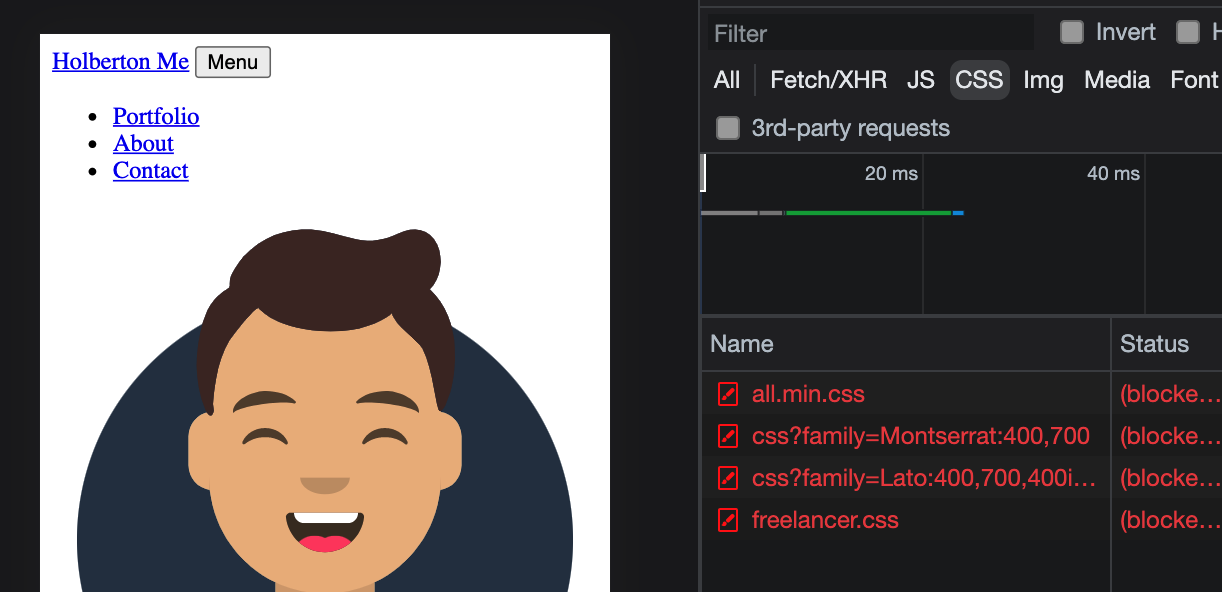 Holberton Me Menu
Portfolio
About
Contact
Filter Invert H
All Fetch/XHR JS CSS Img Media Font
3rd-party requests
20 ms 40 ms
Name Status
all.min.css (blocke…
css?family=Montserrat:400,700 (blocke…
css?family=Lato:400,700,400i… (blocke…
freelancer.css (blocke…